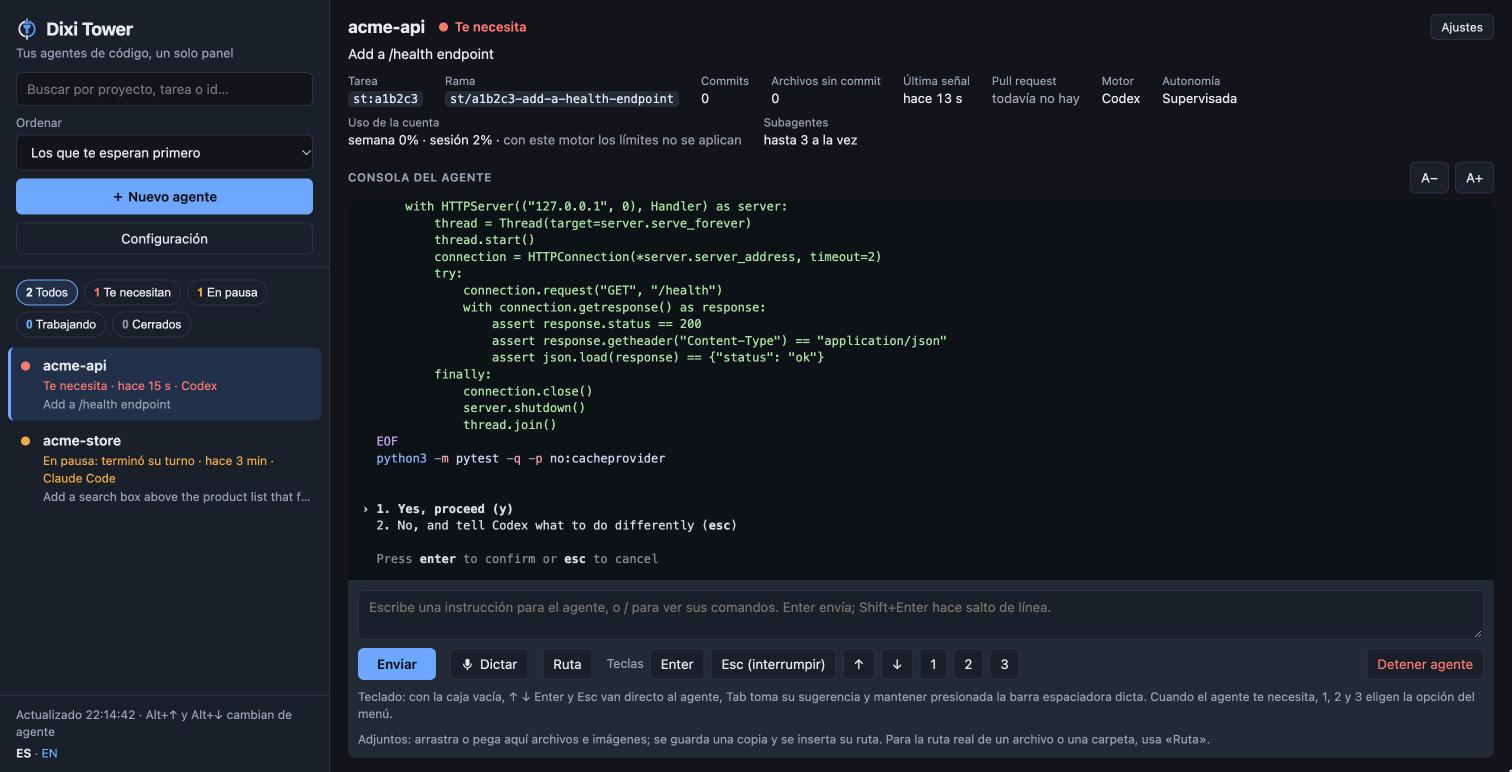 Dixi Tower
Tus agentes de código, un solo panel
Buscar por proyecto, tarea o id...
Ordenar
Los que te esperan primero
+ Nuevo agente
Configuración
2 Todos
1 Te necesitan
1 En pausa
0 Trabajando
0 Cerrados
acme-api
Te necesita · hace 15 s · Codex
Add a /health endpoint
acme-store
En pausa: terminó su turno · hace 3 min ·
Claude Code
Add a search box above the product list that f...
Actualizado 22:14:42 · Alt+↑ y Alt+↓ cambian de
agente
ES · EN
acme-api
Te necesita
Ajustes
Add a /health endpoint
Tarea
st:a1b2c3
Rama
st/a1b2c3-add-a-health-endpoint
Commits
0
Archivos sin commit
0
Última señal
hace 13 s
Pull request
todavía no hay
Motor
Codex
Autonomía
Supervisada
Uso de la cuenta
semana 0% · sesión 2% · con este motor los límites no se aplican
Subagentes
hasta 3 a la vez
CONSOLA DEL AGENTE
A−
A+
with HTTPServer(("127.0.0.1", 0), Handler) as server:
thread = Thread(target=server.serve_forever)
thread.start()
connection = HTTPConnection(*server.server_address, timeout=2)
try:
connection.request("GET", "/health")
with connection.getresponse() as response:
assert response.status == 200
assert response.getheader("Content-Type") == "application/json"
assert json.load(response) == {"status": "ok"}
finally:
connection.close()
server.shutdown()
thread.join()
EOF
python3 -m pytest -q -p no:cacheprovider
› 1. Yes, proceed (y)
2. No, and tell Codex what to do differently (esc)
Press enter to confirm or esc to cancel
Escribe una instrucción para el agente, o / para ver sus comandos. Enter envía; Shift+Enter hace salto de línea.
Enviar
Dictar
Ruta
Teclas
Enter
Esc (interrumpir)
↑
↓
1
2
3
Detener agente
Teclado: con la caja vacía, ↑ ↓ Enter y Esc van directo al agente, Tab toma su sugerencia y mantener presionada la barra espaciadora dicta. Cuando el agente te necesita, 1, 2 y 3 eligen la opción del
menú.
Adjuntos: arrastra o pega aquí archivos e imágenes; se guarda una copia y se inserta su ruta. Para la ruta real de un archivo o una carpeta, usa «Ruta».